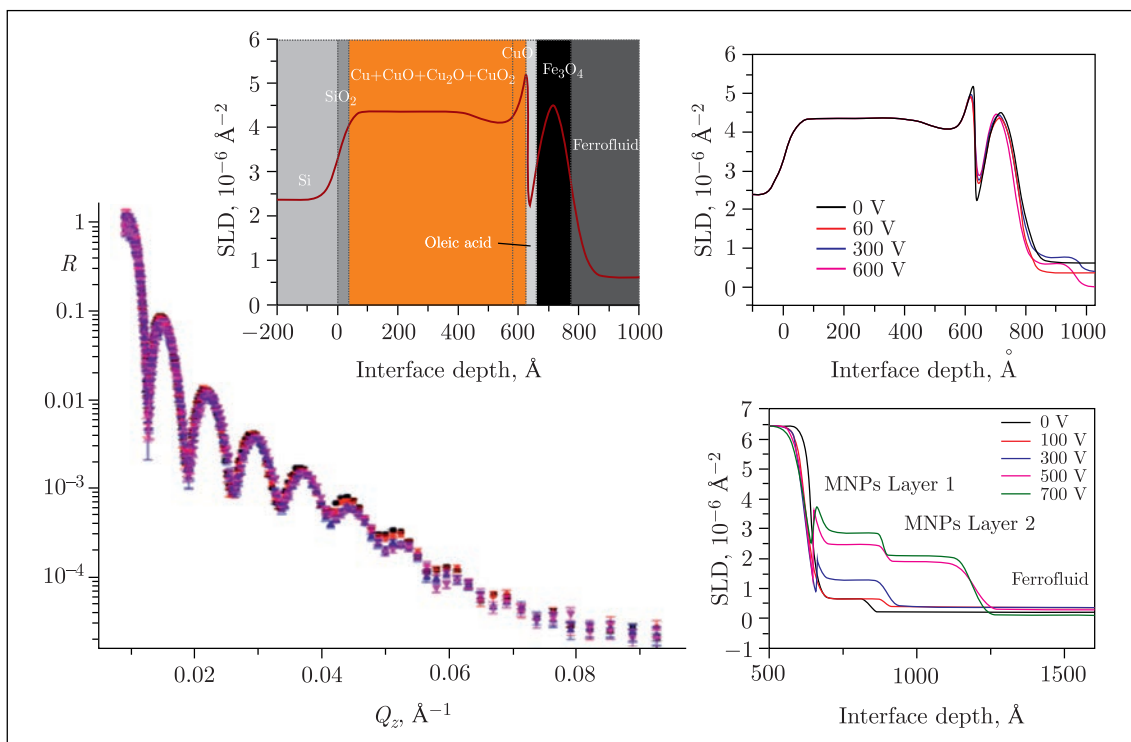 6
5
4
3
2
1
0
SLD, 10⁻⁶ Å⁻²
Si
SiO₂
Cu+CuO+Cu₂O+CuO₂
CuO
Fe₃O₄
Ferrofluid
Oleic acid
−200 0 200 400 600 800 1000
Interface depth, Å
6
5
4
3
2
1
0
SLD, 10⁻⁶ Å⁻²
0 V
60 V
300 V
600 V
0 200 400 600 800 1000
Interface depth, Å
1
R
0.1
0.01
10⁻³
10⁻⁴
0.02 0.04 0.06 0.08
Q_z, Å⁻¹
7
6
5
4
3
2
1
0
−1
SLD, 10⁻⁶ Å⁻²
0 V
100 V
300 V
500 V
700 V
MNPs Layer 1
MNPs Layer 2
Ferrofluid
500 1000 1500
Interface depth, Å